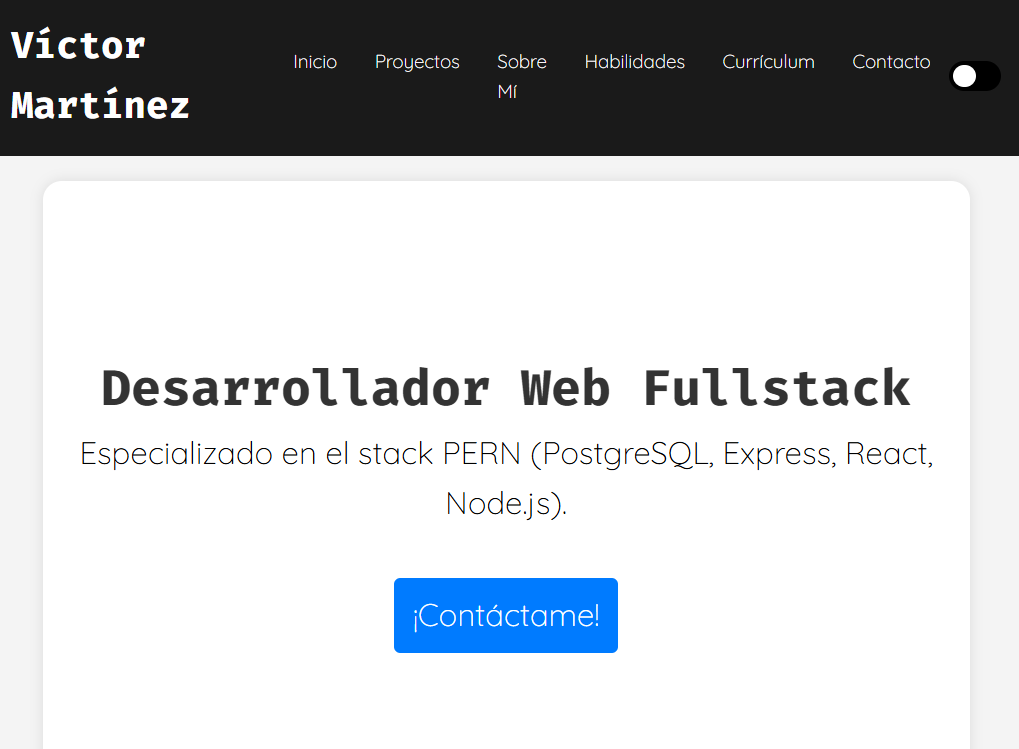 Víctor
Martínez
Inicio
Proyectos
Sobre
Mí
Habilidades
Currículum
Contacto
Desarrollador Web Fullstack
Especializado en el stack PERN (PostgreSQL, Express, React,
Node.js).
¡Contáctame!